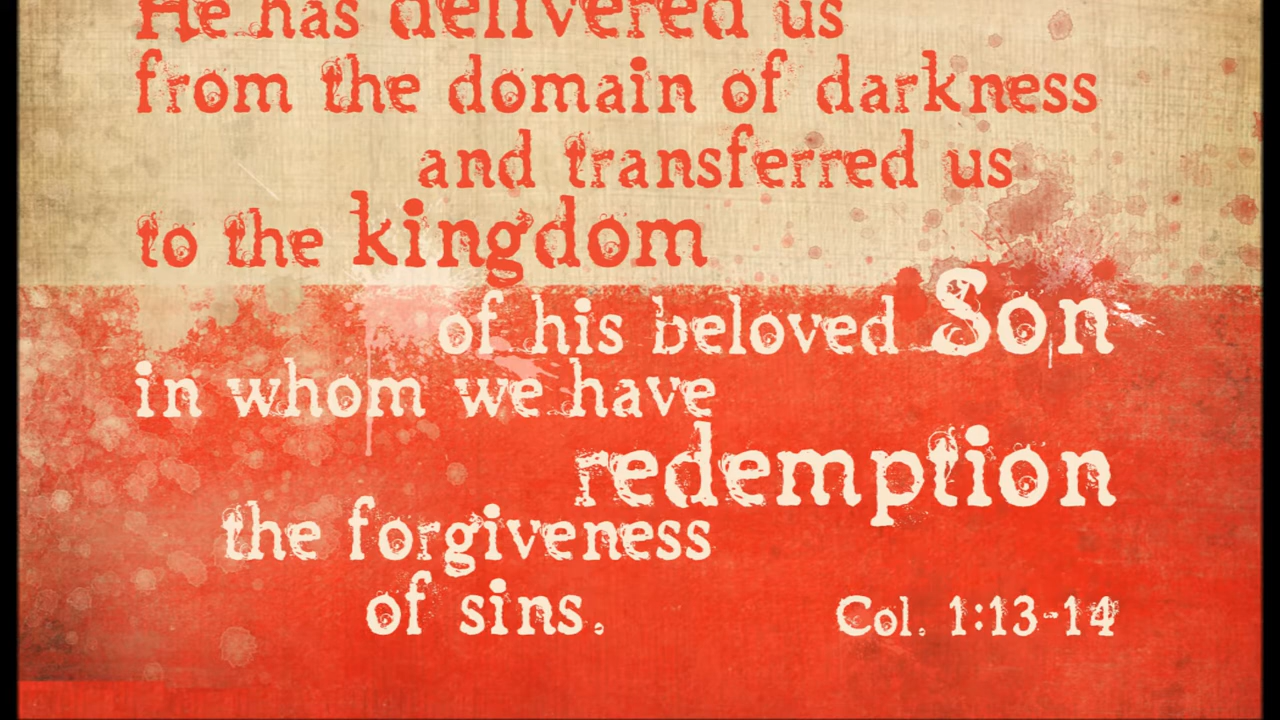 He has delivered us
from the domain of darkness
and transferred us
to the kingdom
of his beloved Son
in whom we have
redemption
the forgiveness
of sins.
Col. 1:13-14